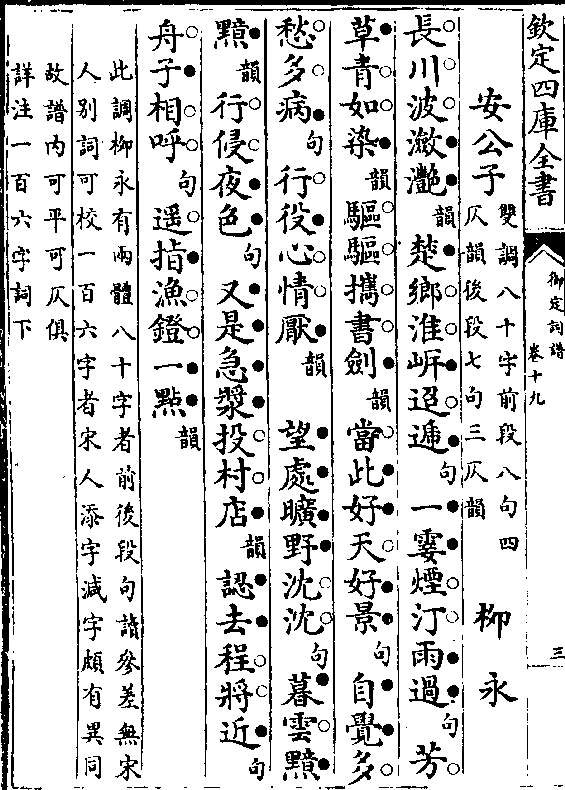 欽定四庫全書
御定詞譜
卷十九
三
安公子
雙調八十字前段八句四
仄韻後段七句三仄韻
柳永
長川波瀲灧韻楚鄉淮岍迢遞句一霎煙汀雨過句芳
草青如染韻驅驅攜書劍韻當此好天好景句自覺多
愁多病句行役心情厭韻 望處曠野沈沈句暮雲黯
黯韻行侵夜色句又是急槳投村店韻認去程將近句
舟子相呼句遥指漁鐙一點韻
此調柳永有兩體八十字者前後段句讀參差無宋
人別詞可校一百六字者宋人添字減字頗有異同
故譜内可平可仄俱
詳注一百六字詞下